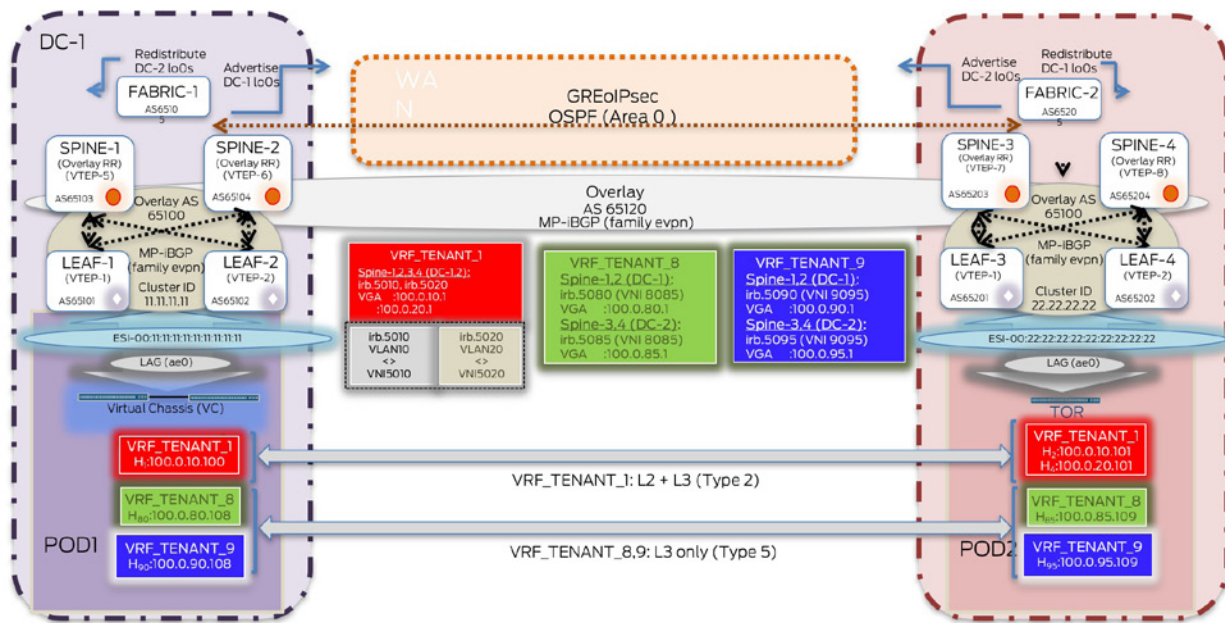 DC-1
Redistribute
DC-2 lo0s
Advertise
DC-1 lo0s
FABRIC-1
AS6510
5
SPINE-1
(Overlay RR)
(VTEP-5)
AS65103
SPINE-2
(Overlay RR)
(VTEP-6)
AS65104
Overlay AS
65100
MP-iBGP
(family evpn)
LEAF-1
(VTEP-1)
AS65101
LEAF-2
(VTEP-2)
AS65102
Cluster ID
11.11.11.11
ESI-00:11:11:11:11:11:11:11:11:11
LAG (ae0)
Virtual Chassis (VC)
VRF_TENANT_1
H1:100.0.10.100
VRF_TENANT_8
H80:100.0.80.108
POD1
VRF_TENANT_9
H90:100.0.90.108
WA
N
GREoIPsec
OSPF (Area 0 )
Overlay
AS 65120
MP-iBGP (family evpn)
VRF_TENANT_1
Spine-1,2,3,4 (DC-1,2):
irb.5010, irb.5020
VGA :100.0.10.1
:100.0.20.1
irb.5010
VLAN10
<>
VNI5010
irb.5020
VLAN20
<>
VNI5020
VRF_TENANT_8
Spine-1,2 (DC-1):
irb.5080 (VNI 8085)
VGA :100.0.80.1
Spine-3,4 (DC-2):
irb.5085 (VNI 8085)
VGA :100.0.85.1
VRF_TENANT_9
Spine-1,2 (DC-1):
irb.5090 (VNI 9095)
VGA :100.0.90.1
Spine-3,4 (DC-2):
irb.5095 (VNI 9095)
VGA :100.0.95.1
VRF_TENANT_1: L2 + L3 (Type 2)
VRF_TENANT_8,9: L3 only (Type 5)
Advertise
DC-2 lo0s
Redistribute
DC-1 lo0s
FABRIC-2
AS6520
5
SPINE-3
(Overlay RR)
(VTEP-7)
AS65203
SPINE-4
(Overlay RR)
(VTEP-8)
AS65204
Overlay AS
65100
MP-iBGP
(family evpn)
LEAF-3
(VTEP-1)
AS65201
LEAF-4
(VTEP-2)
AS65202
Cluster ID
22.22.22.22
ESI-00:22:22:22:22:22:22:22:22:22
LAG (ae0)
TOR
VRF_TENANT_1
H2:100.0.10.101
H4:100.0.20.101
VRF_TENANT_8
H85:100.0.85.109
POD2
VRF_TENANT_9
H95:100.0.95.109